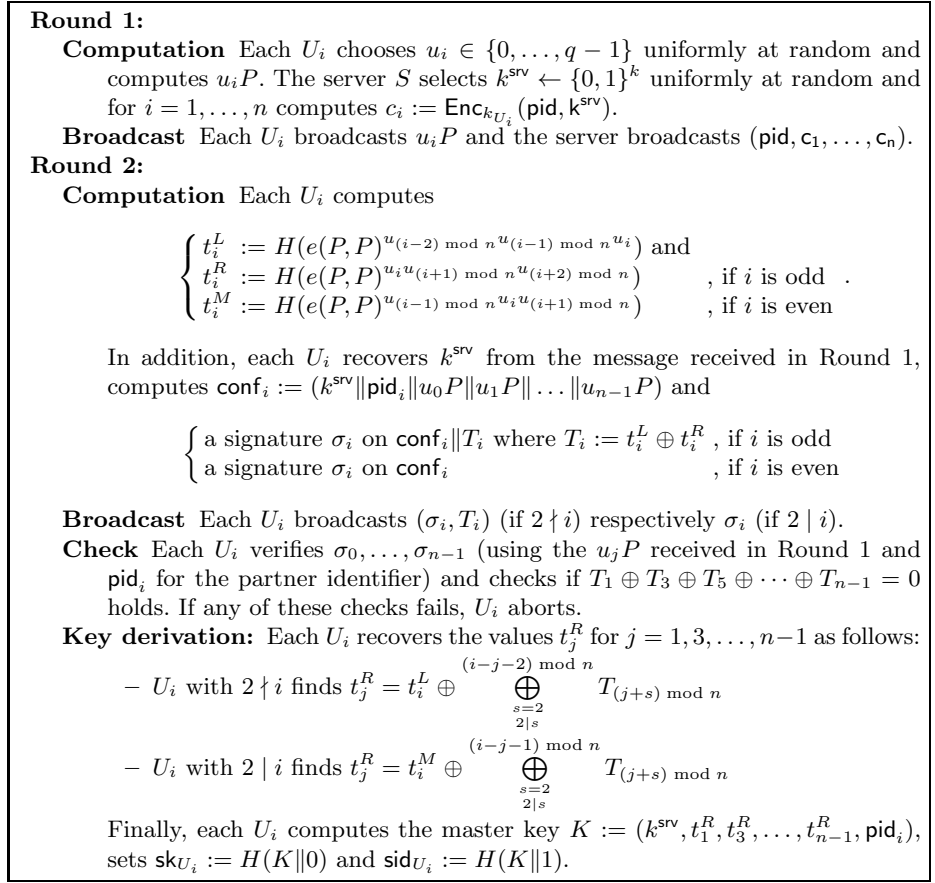 Round 1:
Computation Each U_i chooses u_i ∈ {0, . . . , q − 1} uniformly at random and
computes u_iP. The server S selects k^srv ← {0, 1}^k uniformly at random and
for i = 1, . . . , n computes c_i := Enc_{k_{U_i}}(pid, k^srv).
Broadcast Each U_i broadcasts u_iP and the server broadcasts (pid, c_1, . . . , c_n).
Round 2:
Computation Each U_i computes
t_i^L := H(e(P, P)^{u_{(i−2) mod n}u_{(i−1) mod n}u_i}) and
t_i^R := H(e(P, P)^{u_iu_{(i+1) mod n}u_{(i+2) mod n}}) , if i is odd .
t_i^M := H(e(P, P)^{u_{(i−1) mod n}u_iu_{(i+1) mod n}}) , if i is even
In addition, each U_i recovers k^srv from the message received in Round 1,
computes conf_i := (k^srv‖pid_i‖u_0P‖u_1P‖ . . . ‖u_{n−1}P) and
a signature σ_i on conf_i‖T_i where T_i := t_i^L ⊕ t_i^R , if i is odd
a signature σ_i on conf_i , if i is even
Broadcast Each U_i broadcasts (σ_i, T_i) (if 2 ∤ i) respectively σ_i (if 2 | i).
Check Each U_i verifies σ_0, . . . , σ_{n−1} (using the u_jP received in Round 1 and
pid_i for the partner identifier) and checks if T_1 ⊕ T_3 ⊕ T_5 ⊕ · · · ⊕ T_{n−1} = 0
holds. If any of these checks fails, U_i aborts.
Key derivation: Each U_i recovers the values t_j^R for j = 1, 3, . . . , n−1 as follows:
− U_i with 2 ∤ i finds t_j^R = t_i^L ⊕ ⨁_{s=2, 2|s}^{(i−j−2) mod n} T_{(j+s) mod n}
− U_i with 2 | i finds t_j^R = t_i^M ⊕ ⨁_{s=2, 2|s}^{(i−j−1) mod n} T_{(j+s) mod n}
Finally, each U_i computes the master key K := (k^srv, t_1^R, t_3^R, . . . , t_{n−1}^R, pid_i),
sets sk_{U_i} := H(K‖0) and sid_{U_i} := H(K‖1).